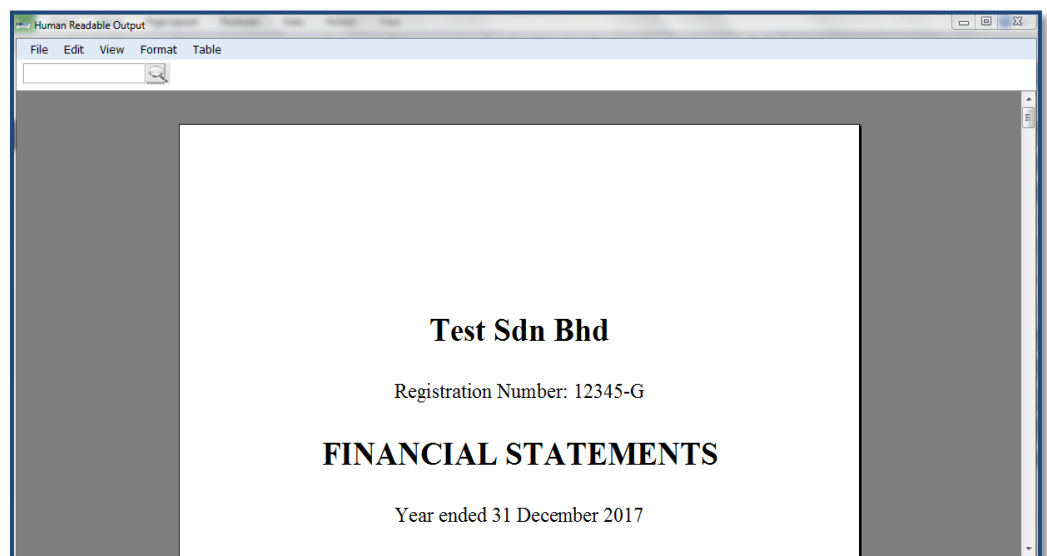 Human Readable Output
File Edit View Format Table
Test Sdn Bhd
Registration Number: 12345-G
FINANCIAL STATEMENTS
Year ended 31 December 2017